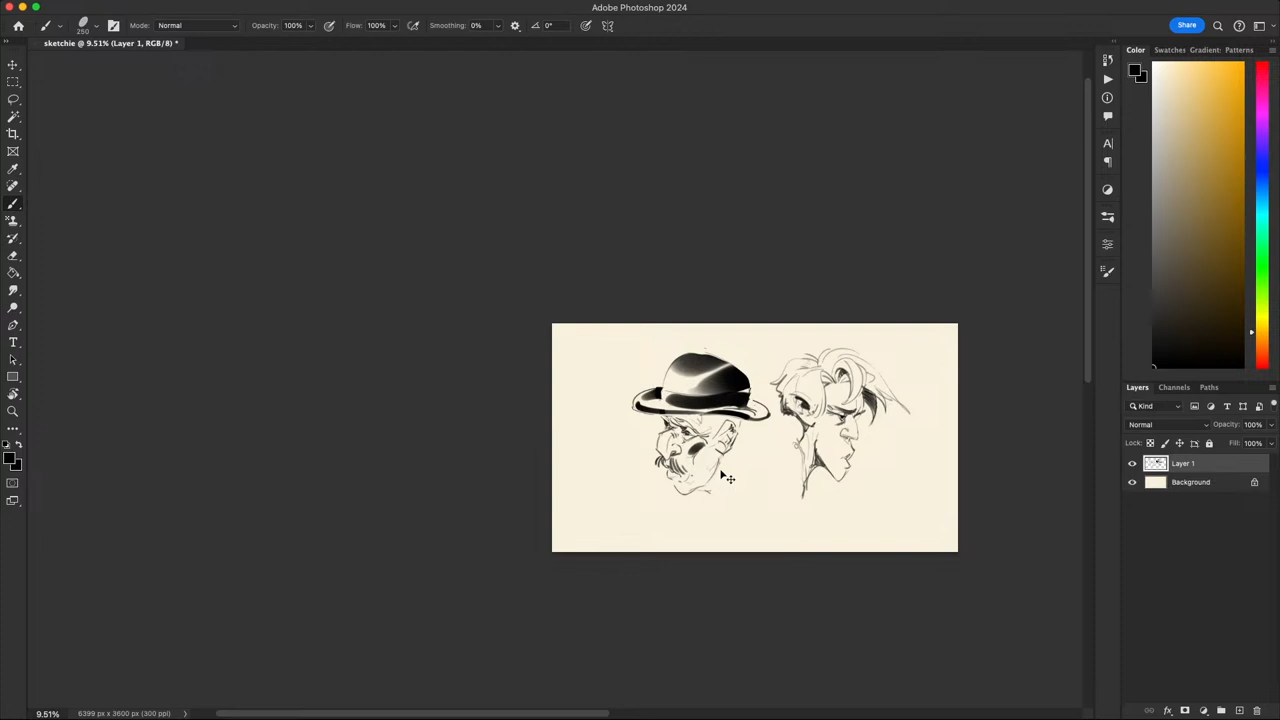 Adobe Photoshop 2024
250
Mode: Normal
Opacity: 100%
Flow: 100%
Smoothing: 0%
0°
Share
sketchie @ 9.51% (Layer 1, RGB/8) *
Color
Swatches
Gradient:
Patterns
Layers
Channels
Paths
Kind
Normal
Opacity: 100%
Lock:
Fill: 100%
Layer 1
Background
9.51%
6399 px x 3600 px (300 ppi)